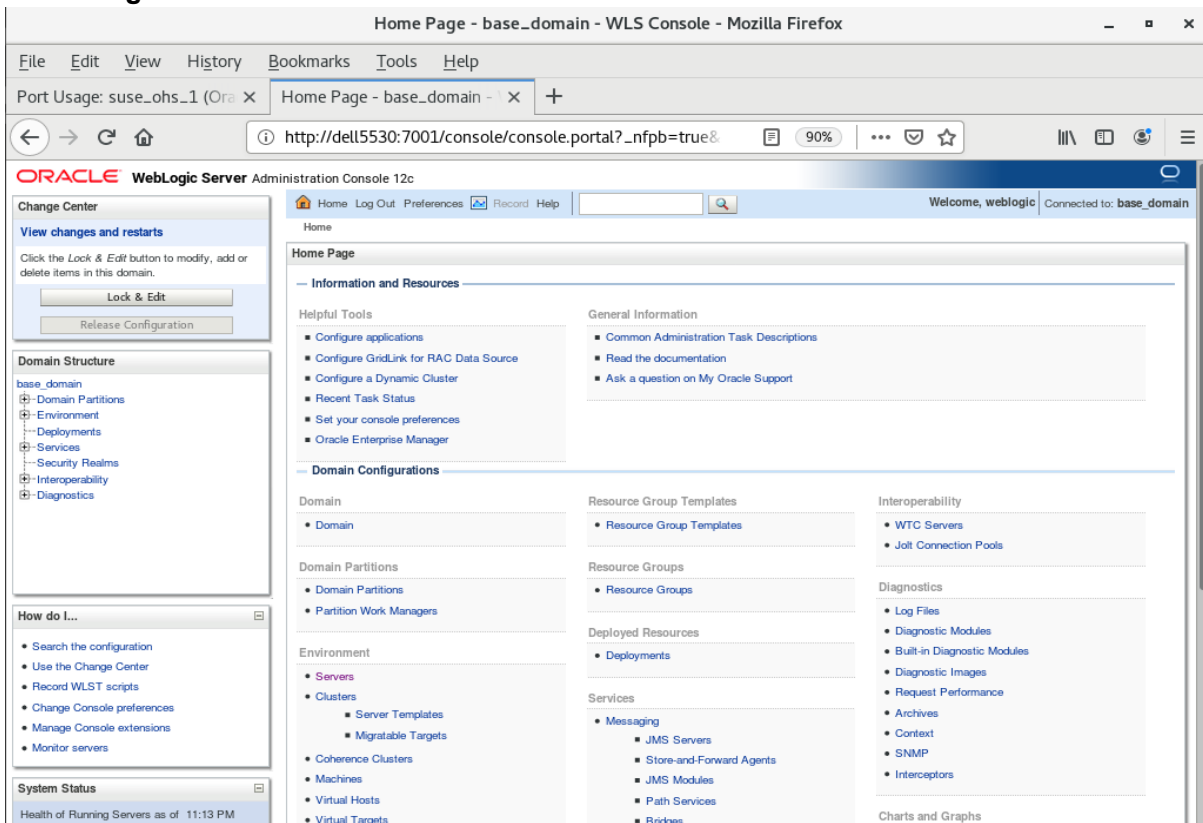 Home Page - base_domain - WLS Console - Mozilla Firefox
File Edit View History Bookmarks Tools Help
Port Usage: suse_ohs_1 (Ora
Home Page - base_domain -
http://dell5530:7001/console/console.portal?_nfpb=true&
90%
ORACLE WebLogic Server Administration Console 12c
Change Center
View changes and restarts
Click the Lock & Edit button to modify, add or
delete items in this domain.
Lock & Edit
Release Configuration
Domain Structure
base_domain
Domain Partitions
Environment
Deployments
Services
Security Realms
Interoperability
Diagnostics
How do I...
Search the configuration
Use the Change Center
Record WLST scripts
Change Console preferences
Manage Console extensions
Monitor servers
System Status
Health of Running Servers as of 11:13 PM
Home Log Out Preferences Record Help
Welcome, weblogic
Connected to: base_domain
Home
Home Page
Information and Resources
Helpful Tools
Configure applications
Configure GridLink for RAC Data Source
Configure a Dynamic Cluster
Recent Task Status
Set your console preferences
Oracle Enterprise Manager
General Information
Common Administration Task Descriptions
Read the documentation
Ask a question on My Oracle Support
Domain Configurations
Domain
Domain
Domain Partitions
Domain Partitions
Partition Work Managers
Environment
Servers
Clusters
Server Templates
Migratable Targets
Coherence Clusters
Machines
Virtual Hosts
Virtual Targets
Resource Group Templates
Resource Group Templates
Resource Groups
Resource Groups
Deployed Resources
Deployments
Services
Messaging
JMS Servers
Store-and-Forward Agents
JMS Modules
Path Services
Bridges
Interoperability
WTC Servers
Jolt Connection Pools
Diagnostics
Log Files
Diagnostic Modules
Built-in Diagnostic Modules
Diagnostic Images
Request Performance
Archives
Context
SNMP
Interceptors
Charts and Graphs